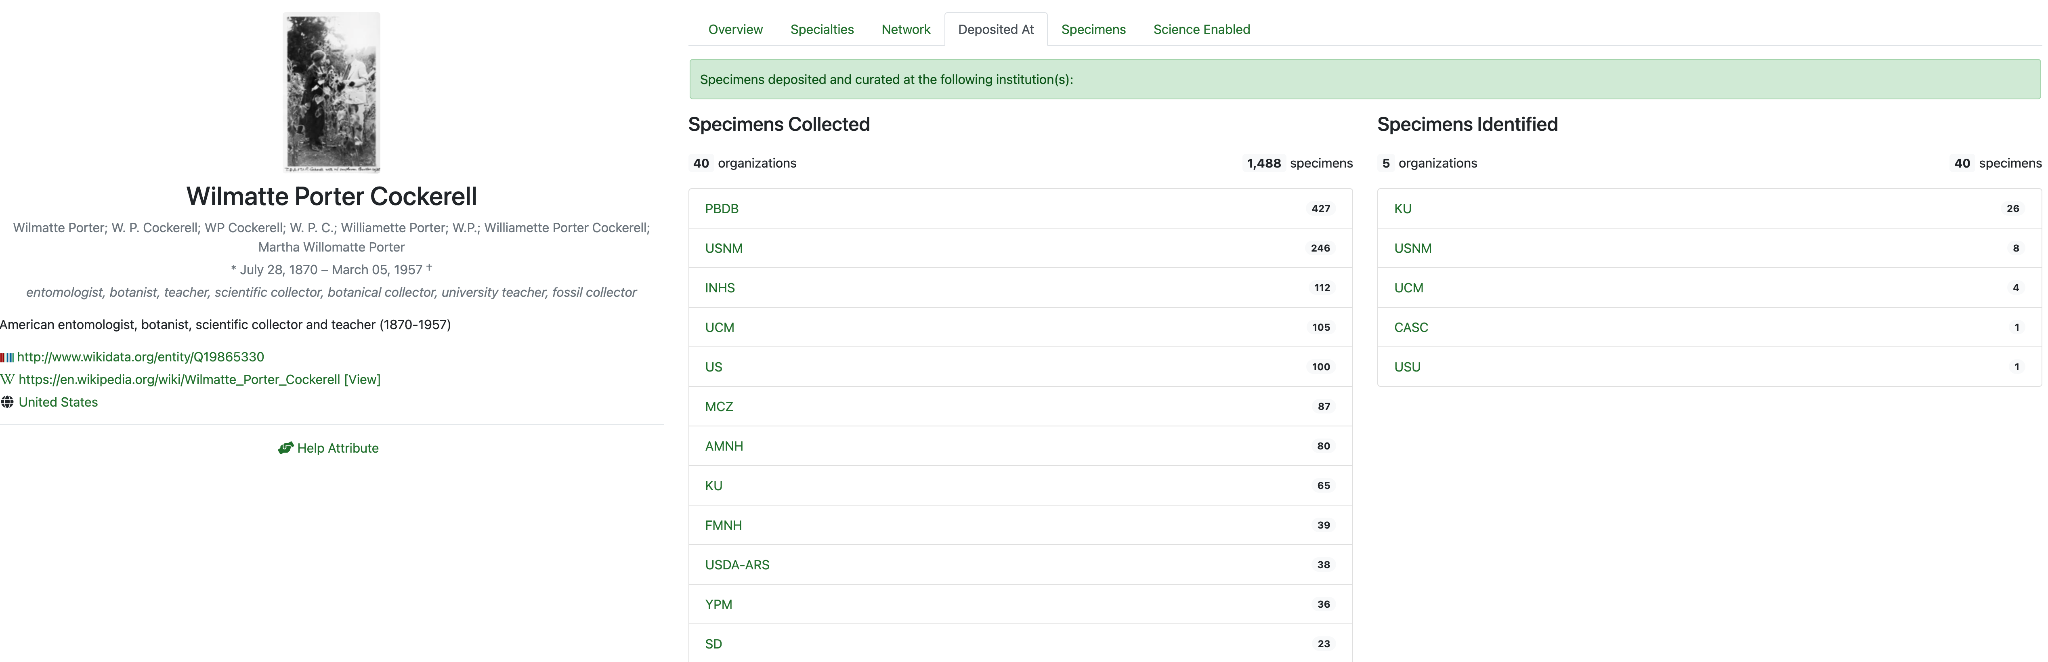 Wilmatte Porter Cockerell
Wilmatte Porter; W. P. Cockerell; WP Cockerell; W. P. C.; Williamette Porter; W.P.; Williamette Porter Cockerell;
Martha Willomatte Porter
* July 28, 1870 – March 05, 1957 †
entomologist, botanist, teacher, scientific collector, botanical collector, university teacher, fossil collector
American entomologist, botanist, scientific collector and teacher (1870-1957)
http://www.wikidata.org/entity/Q19865330
W https://en.wikipedia.org/wiki/Wilmatte_Porter_Cockerell [View]
United States
Help Attribute
Overview Specialties Network Deposited At Specimens Science Enabled
Specimens deposited and curated at the following institution(s):
Specimens Collected
40 organizations 1,488 specimens
PBDB 427
USNM 246
INHS 112
UCM 105
US 100
MCZ 87
AMNH 80
KU 65
FMNH 39
USDA-ARS 38
YPM 36
SD 23
Specimens Identified
5 organizations 40 specimens
KU 26
USNM 8
UCM 4
CASC 1
USU 1